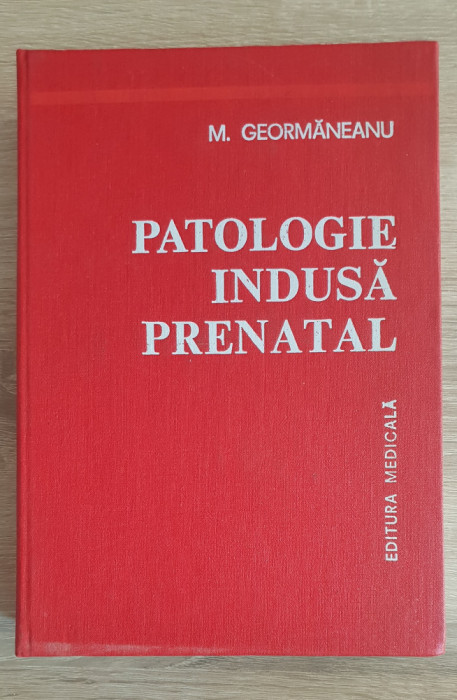 M. GEORMĂNEANU
PATOLOGIE
INDUSĂ
PRENATAL
EDITURA MEDICALĂ